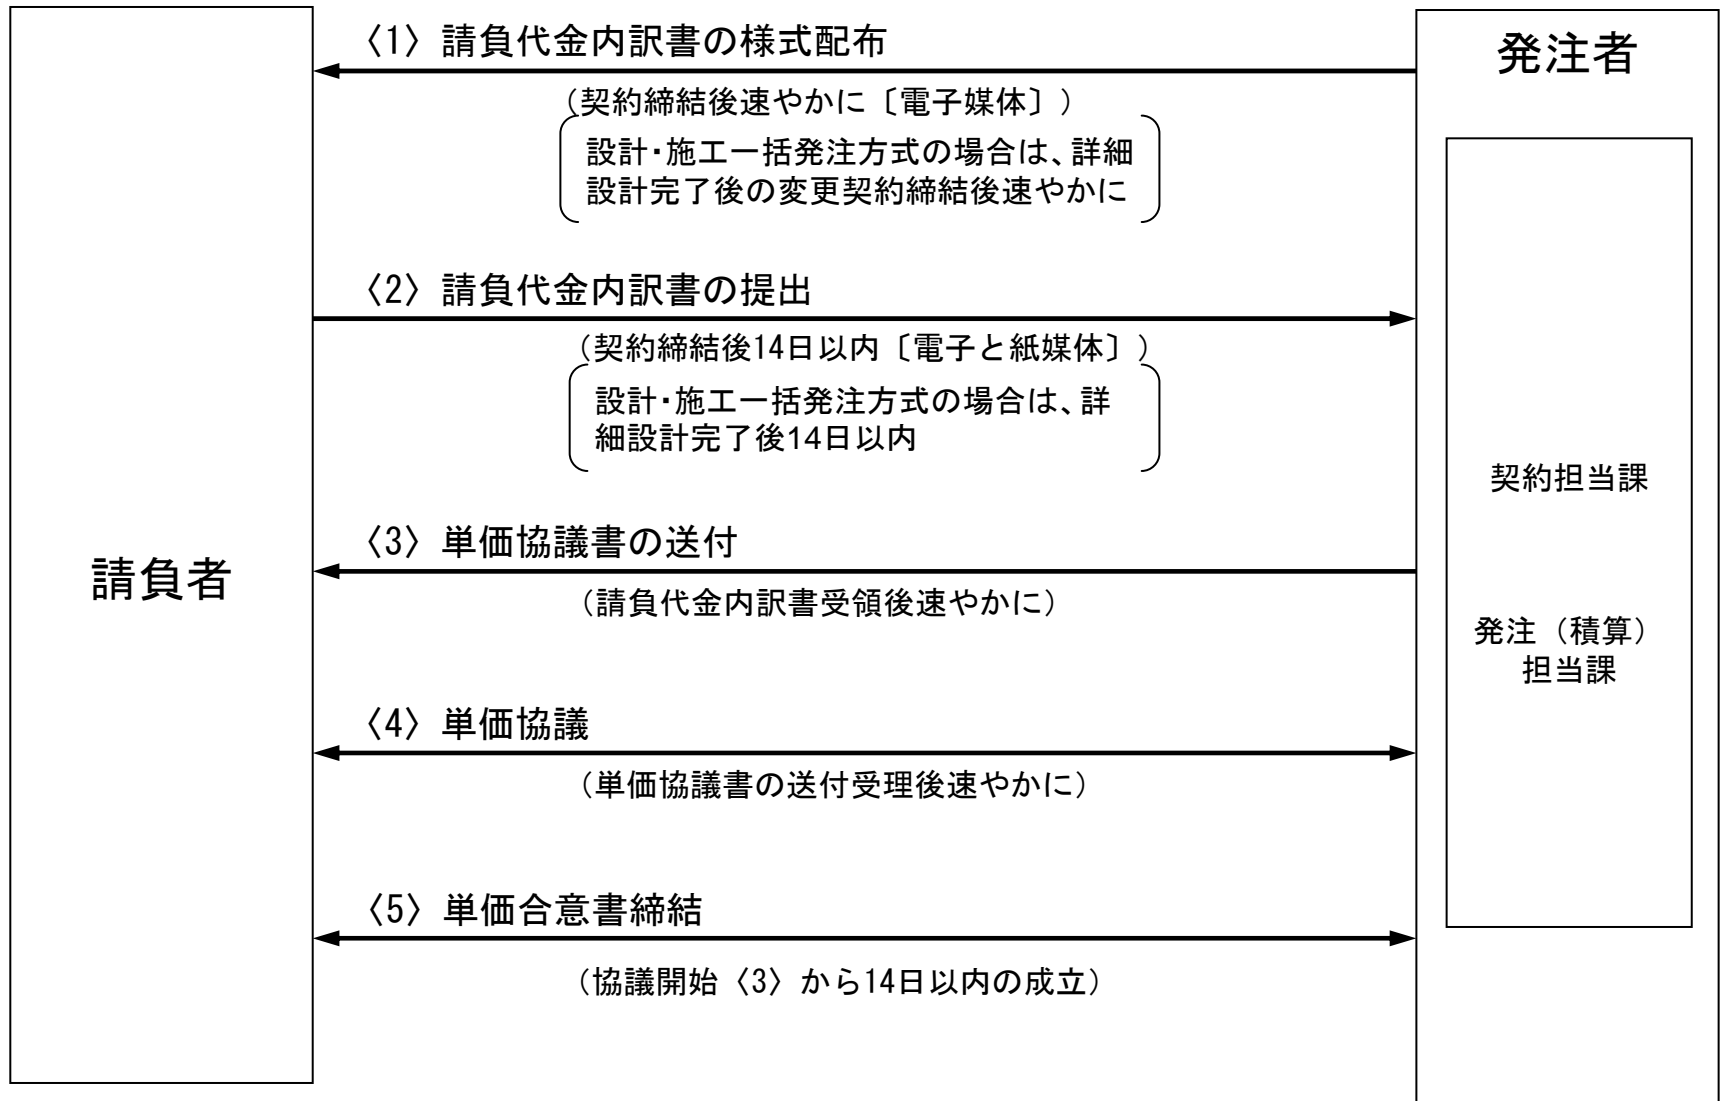 〈1〉請負代金内訳書の様式配布
（契約締結後速やかに〔電子媒体〕）
設計・施工一括発注方式の場合は、詳細
設計完了後の変更契約締結後速やかに
〈2〉請負代金内訳書の提出
（契約締結後14日以内〔電子と紙媒体〕）
設計・施工一括発注方式の場合は、詳
細設計完了後14日以内
〈3〉単価協議書の送付
（請負代金内訳書受領後速やかに）
〈4〉単価協議
（単価協議書の送付受理後速やかに）
〈5〉単価合意書締結
（協議開始〈3〉から14日以内の成立）
請負者
発注者
契約担当課
発注（積算）
担当課